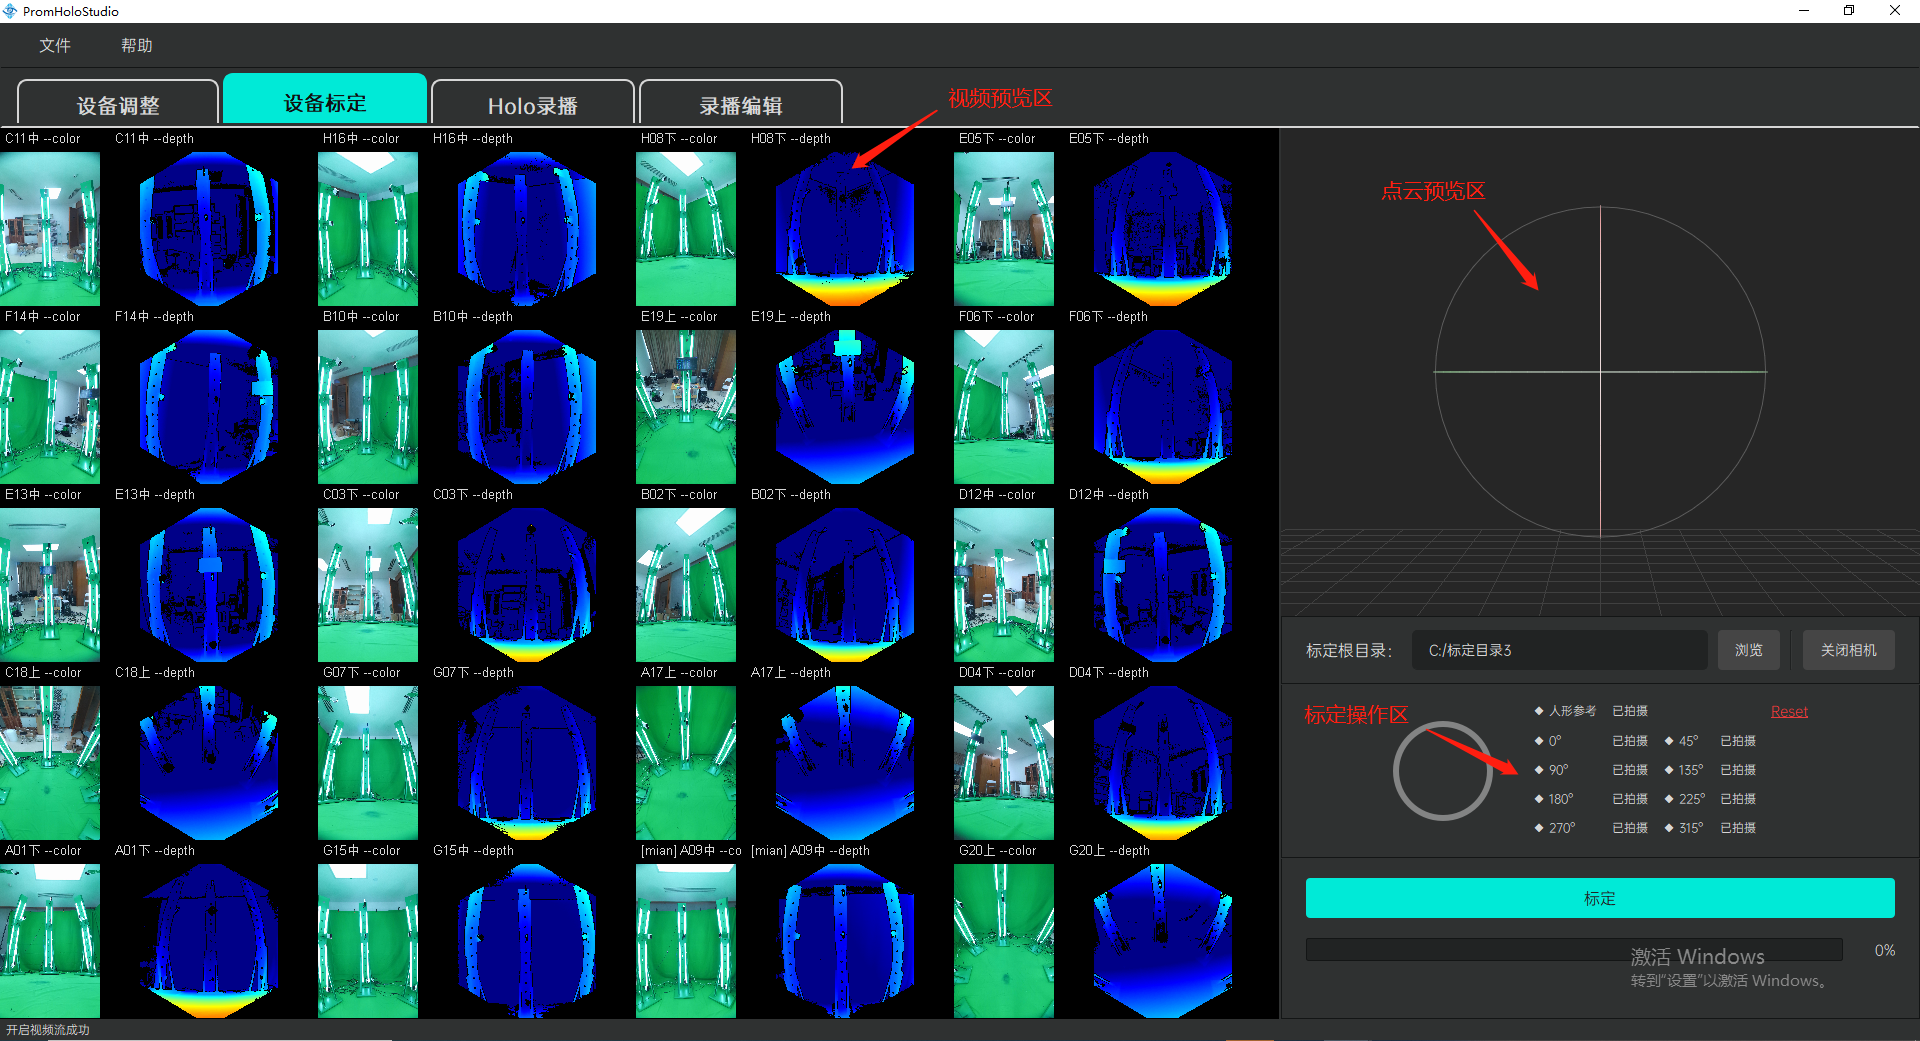 PromHoloStudio
文件 帮助
设备调整 设备标定 Holo录播 录播编辑
视频预览区
C11中 --color C11中 --depth H16中 --color H16中 --depth H08下 --color H08下 --depth E05下 --color E05下 --depth
点云预览区
F14中 --color F14中 --depth B10中 --color B10中 --depth E19上 --color E19上 --depth F06下 --color F06下 --depth
E13中 --color E13中 --depth C03下 --color C03下 --depth B02下 --color B02下 --depth D12中 --color D12中 --depth
C18上 --color C18上 --depth G07下 --color G07下 --depth A17上 --color A17上 --depth D04下 --color D04下 --depth
A01下 --color A01下 --depth G15中 --color G15中 --depth [mian] A09中 --co [mian] A09中 --depth G20上 --color G20上 --depth
标定根目录： C:/标定目录3 浏览 关闭相机
标定操作区
◆ 人形参考 已拍摄 Reset
◆ 0° 已拍摄 ◆ 45° 已拍摄
◆ 90° 已拍摄 ◆ 135° 已拍摄
◆ 180° 已拍摄 ◆ 225° 已拍摄
◆ 270° 已拍摄 ◆ 315° 已拍摄
标定
0%
激活 Windows
转到“设置”以激活 Windows。
开启视频流成功